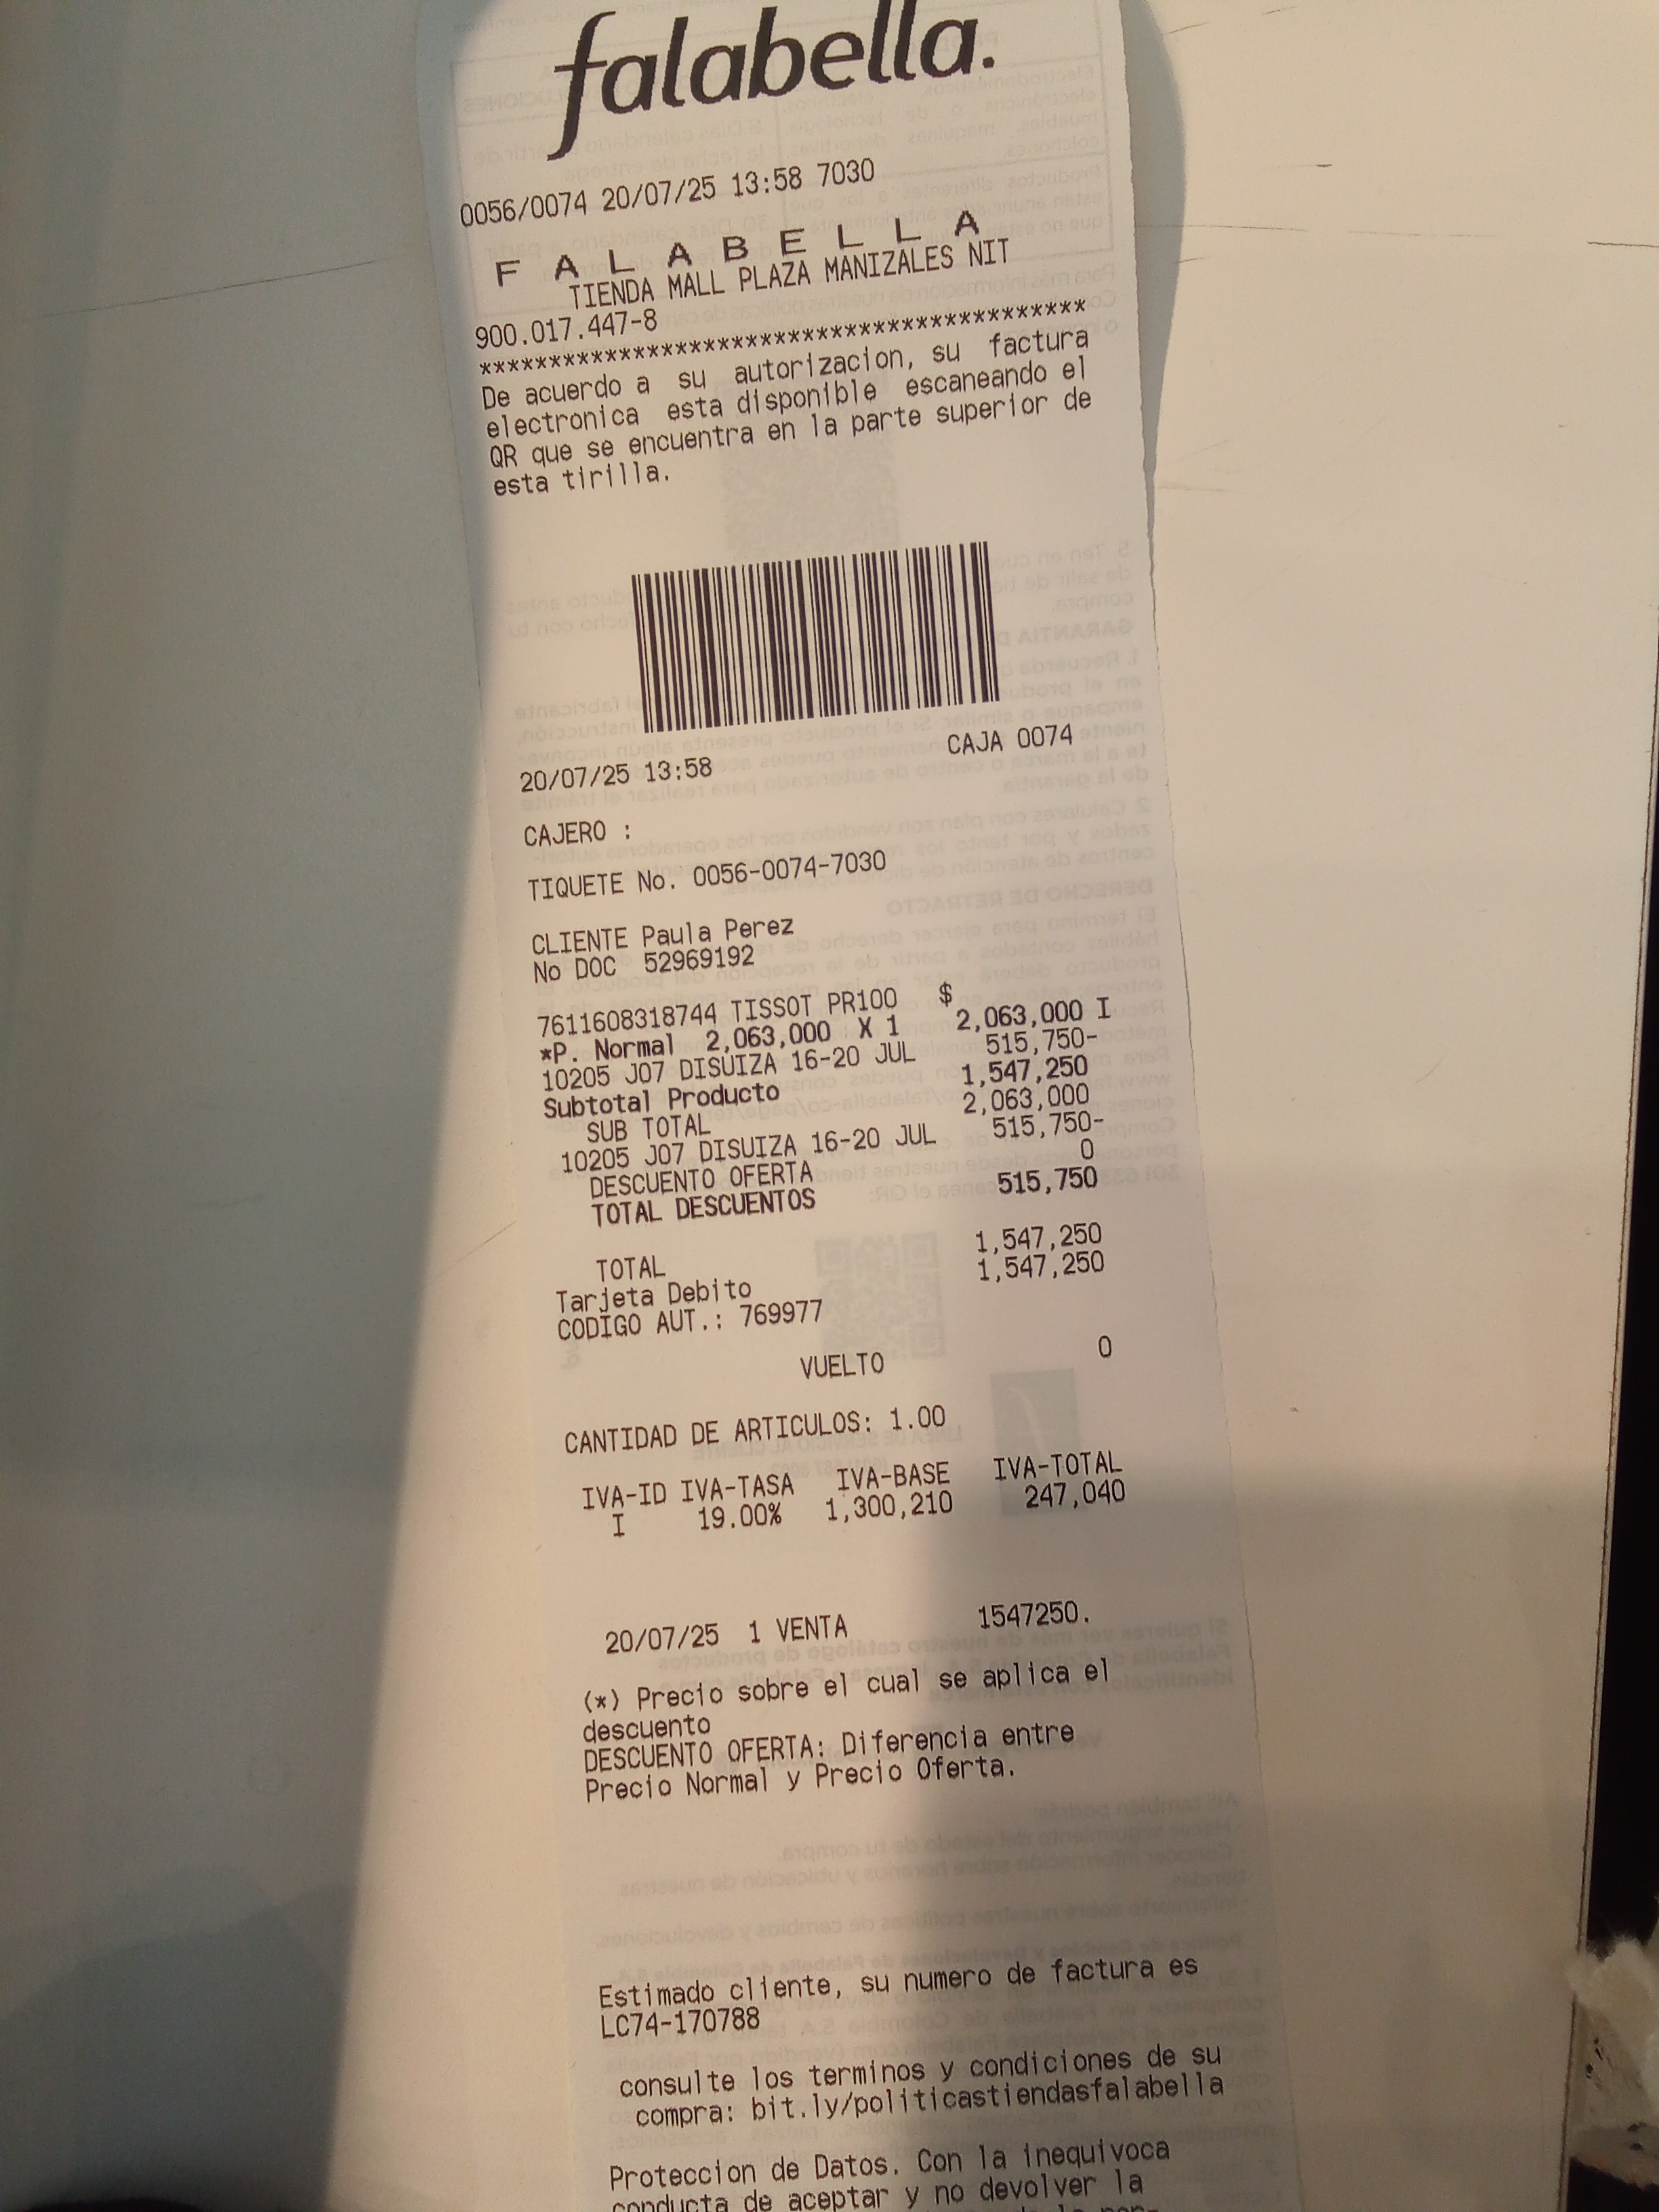 falabella.
0056/0074 20/07/25 13:58 7030
F A L A B E L L A
TIENDA MALL PLAZA MANIZALES NIT
900.017.447-8
********************************************
De acuerdo a su autorizacion, su factura
electronica esta disponible escaneando el
QR que se encuentra en la parte superior de
esta tirilla.
20/07/25 13:58 CAJA 0074
CAJERO :
TIQUETE No. 0056-0074-7030
CLIENTE Paula Perez
No DOC 52969192
7611608318744 TISSOT PR100 $
*P. Normal 2,063,000 X 1 2,063,000 I
10205 J07 DISUIZA 16-20 JUL 515,750-
Subtotal Producto 1,547,250
SUB TOTAL 2,063,000
10205 J07 DISUIZA 16-20 JUL 515,750-
DESCUENTO OFERTA 0
TOTAL DESCUENTOS 515,750
TOTAL 1,547,250
Tarjeta Debito 1,547,250
CODIGO AUT.: 769977
VUELTO 0
CANTIDAD DE ARTICULOS: 1.00
IVA-ID IVA-TASA IVA-BASE IVA-TOTAL
I 19.00% 1,300,210 247,040
20/07/25 1 VENTA 1547250.
(*) Precio sobre el cual se aplica el
descuento
DESCUENTO OFERTA: Diferencia entre
Precio Normal y Precio Oferta.
Estimado cliente, su numero de factura es
LC74-170788
consulte los terminos y condiciones de su
compra: bit.ly/politicastiendasfalabella
Proteccion de Datos. Con la inequivoca
conducta de aceptar y no devolver la